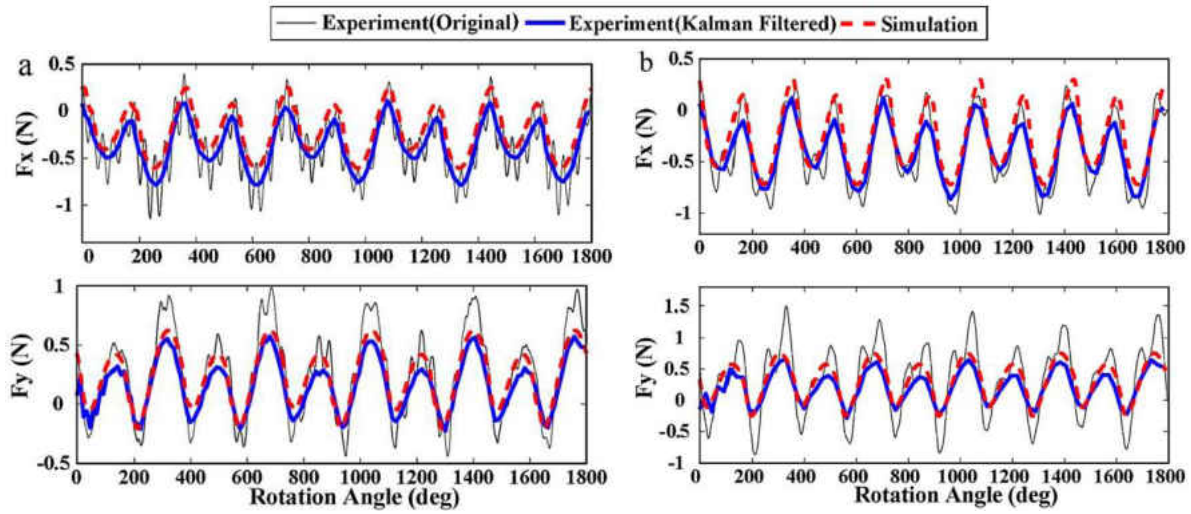 Experiment(Original) Experiment(Kalman Filtered) Simulation
a
0.5
0
-0.5
-1
Fx (N)
0 200 400 600 800 1000 1200 1400 1600 1800
1
0.5
0
-0.5
Fy (N)
0 200 400 600 800 1000 1200 1400 1600 1800
Rotation Angle (deg)
b
0.5
0
-0.5
-1
Fx (N)
0 200 400 600 800 1000 1200 1400 1600 1800
1.5
1
0.5
0
-0.5
-1
Fy (N)
0 200 400 600 800 1000 1200 1400 1600 1800
Rotation Angle (deg)